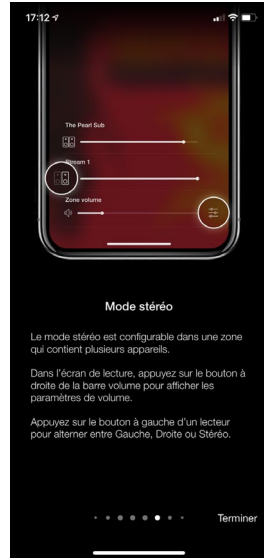 17:12
The Pearl Sub
Stream 1
Zone volume
Mode stéréo
Le mode stéréo est configurable dans une zone
qui contient plusieurs appareils.
Dans l'écran de lecture, appuyez sur le bouton à
droite de la barre volume pour afficher les
paramètres de volume.
Appuyez sur le bouton à gauche d'un lecteur
pour alterner entre Gauche, Droite ou Stéréo.
Terminer